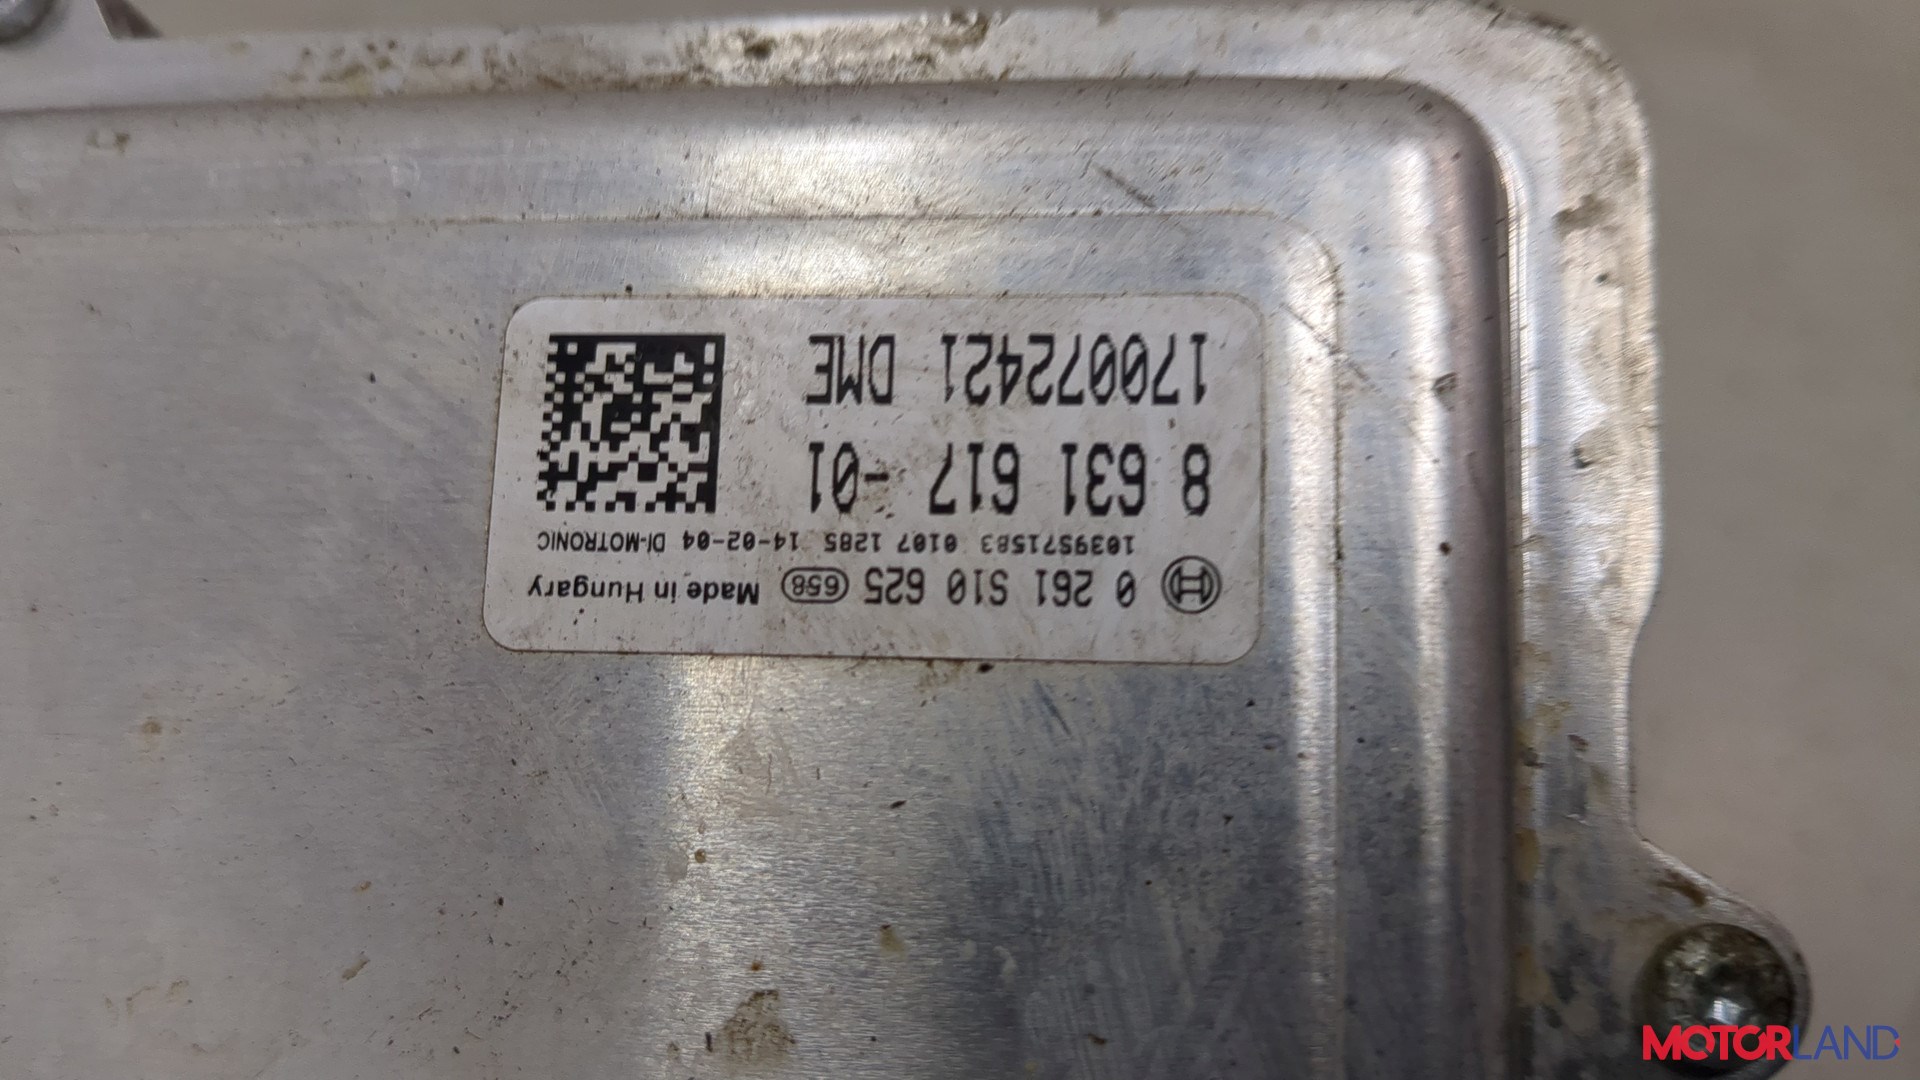 0 261 S10 625 658 Made in Hungary
1039S71583 0107 1285 14-02-04 DI-MOTRONIC
8 631 617 -01
170072421 DME
MOTORLAND